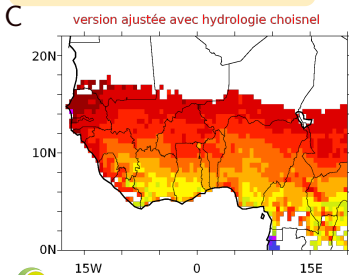 C
version ajustée avec hydrologie choisnel
20N
10N
0N
15W 0 15E